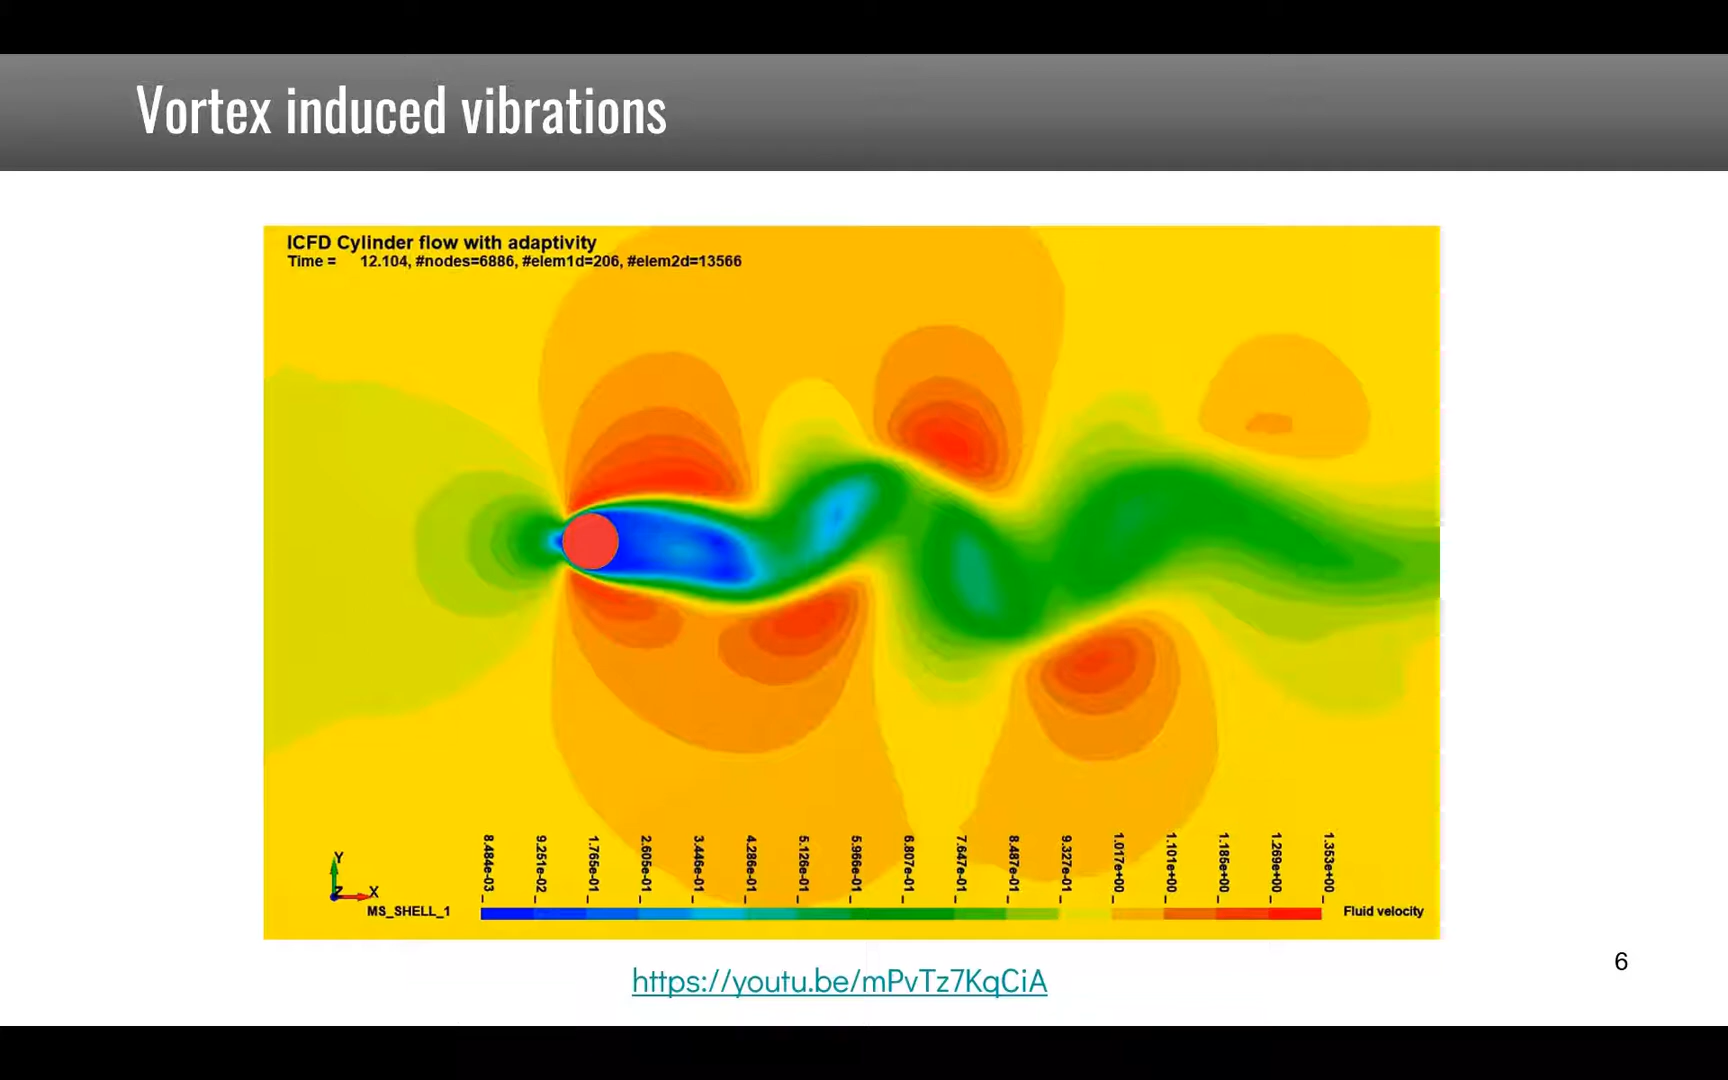 Vortex induced vibrations
ICFD Cylinder flow with adaptivity
Time = 12.104, #nodes=6886, #elem1d=206, #elem2d=13566
8.484e-03
9.251e-02
1.765e-01
2.605e-01
3.446e-01
4.286e-01
5.126e-01
5.966e-01
6.807e-01
7.647e-01
8.487e-01
9.327e-01
1.017e+00
1.101e+00
1.185e+00
1.269e+00
1.353e+00
Y
Z
X
MS_SHELL_1
Fluid velocity
6
https://youtu.be/mPvTz7KqCiA